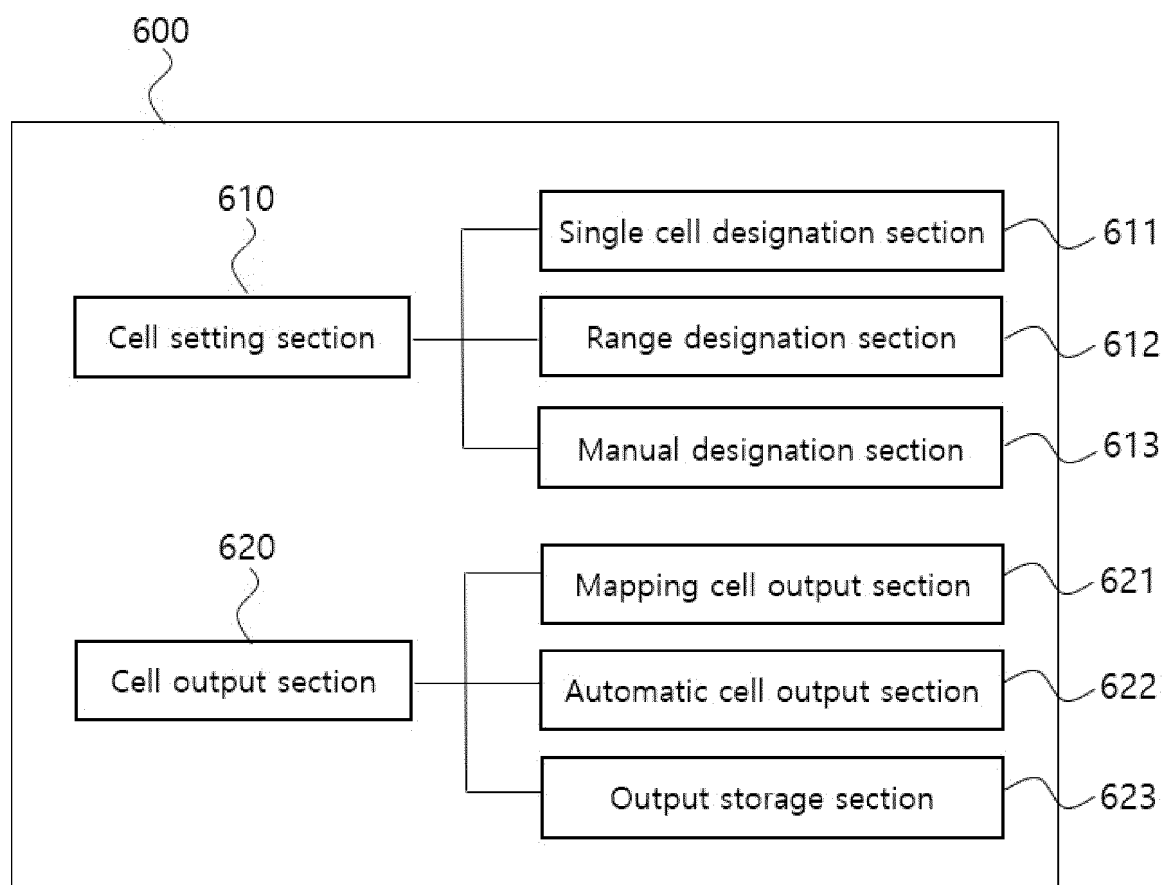 600
610
Single cell designation section
611
Cell setting section
Range designation section
612
Manual designation section
613
620
Mapping cell output section
621
Cell output section
Automatic cell output section
622
Output storage section
623